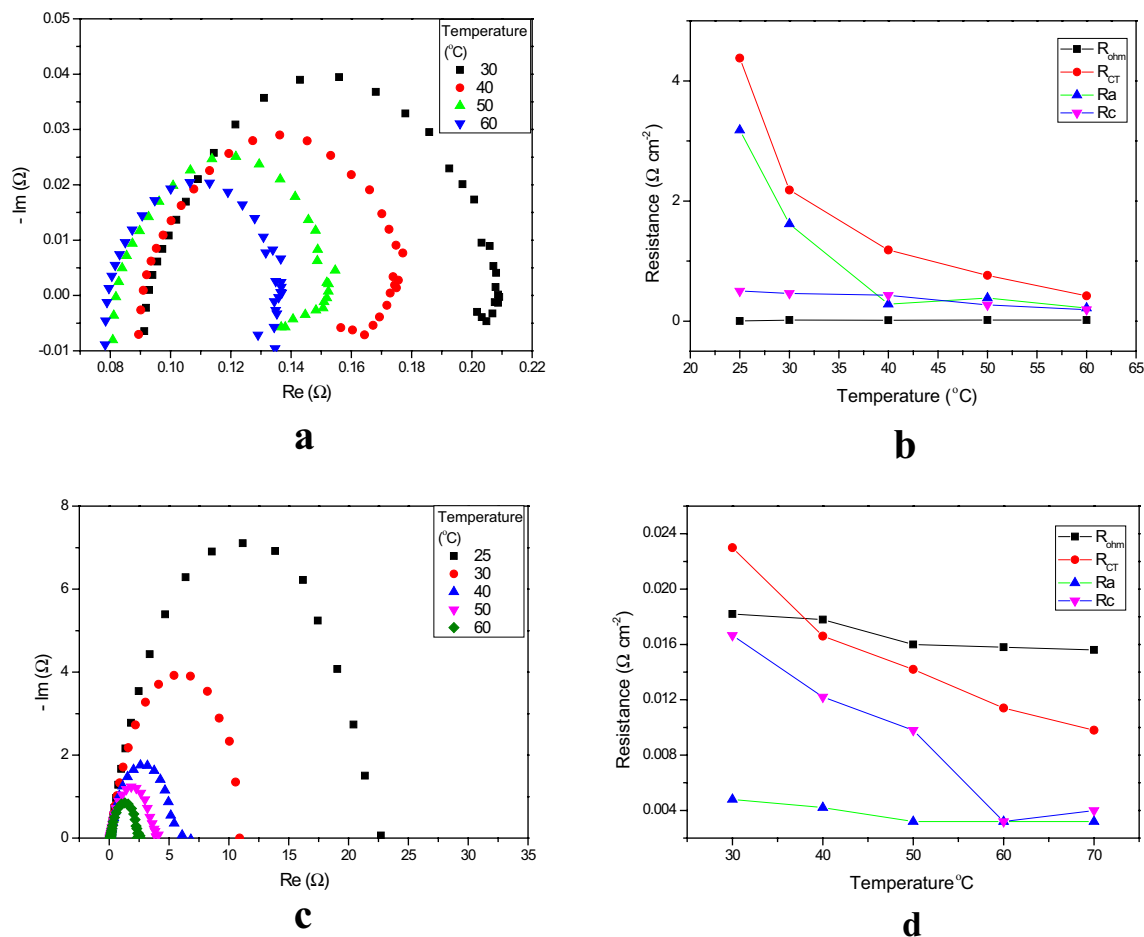 Temperature
(°C)
30
40
50
60
0.05
0.04
0.03
0.02
0.01
0.00
-0.01
- Im (Ω)
0.08 0.10 0.12 0.14 0.16 0.18 0.20 0.22
Re (Ω)
a
R_ohm
R_CT
Ra
Rc
4
2
0
Resistance (Ω cm⁻²)
20 25 30 35 40 45 50 55 60 65
Temperature (°C)
b
Temperature
(°C)
25
30
40
50
60
8
6
4
2
0
- Im (Ω)
0 5 10 15 20 25 30 35
Re (Ω)
c
R_ohm
R_CT
Ra
Rc
0.024
0.020
0.016
0.012
0.008
0.004
Resistance (Ω cm⁻²)
30 40 50 60 70
Temperature°C
d